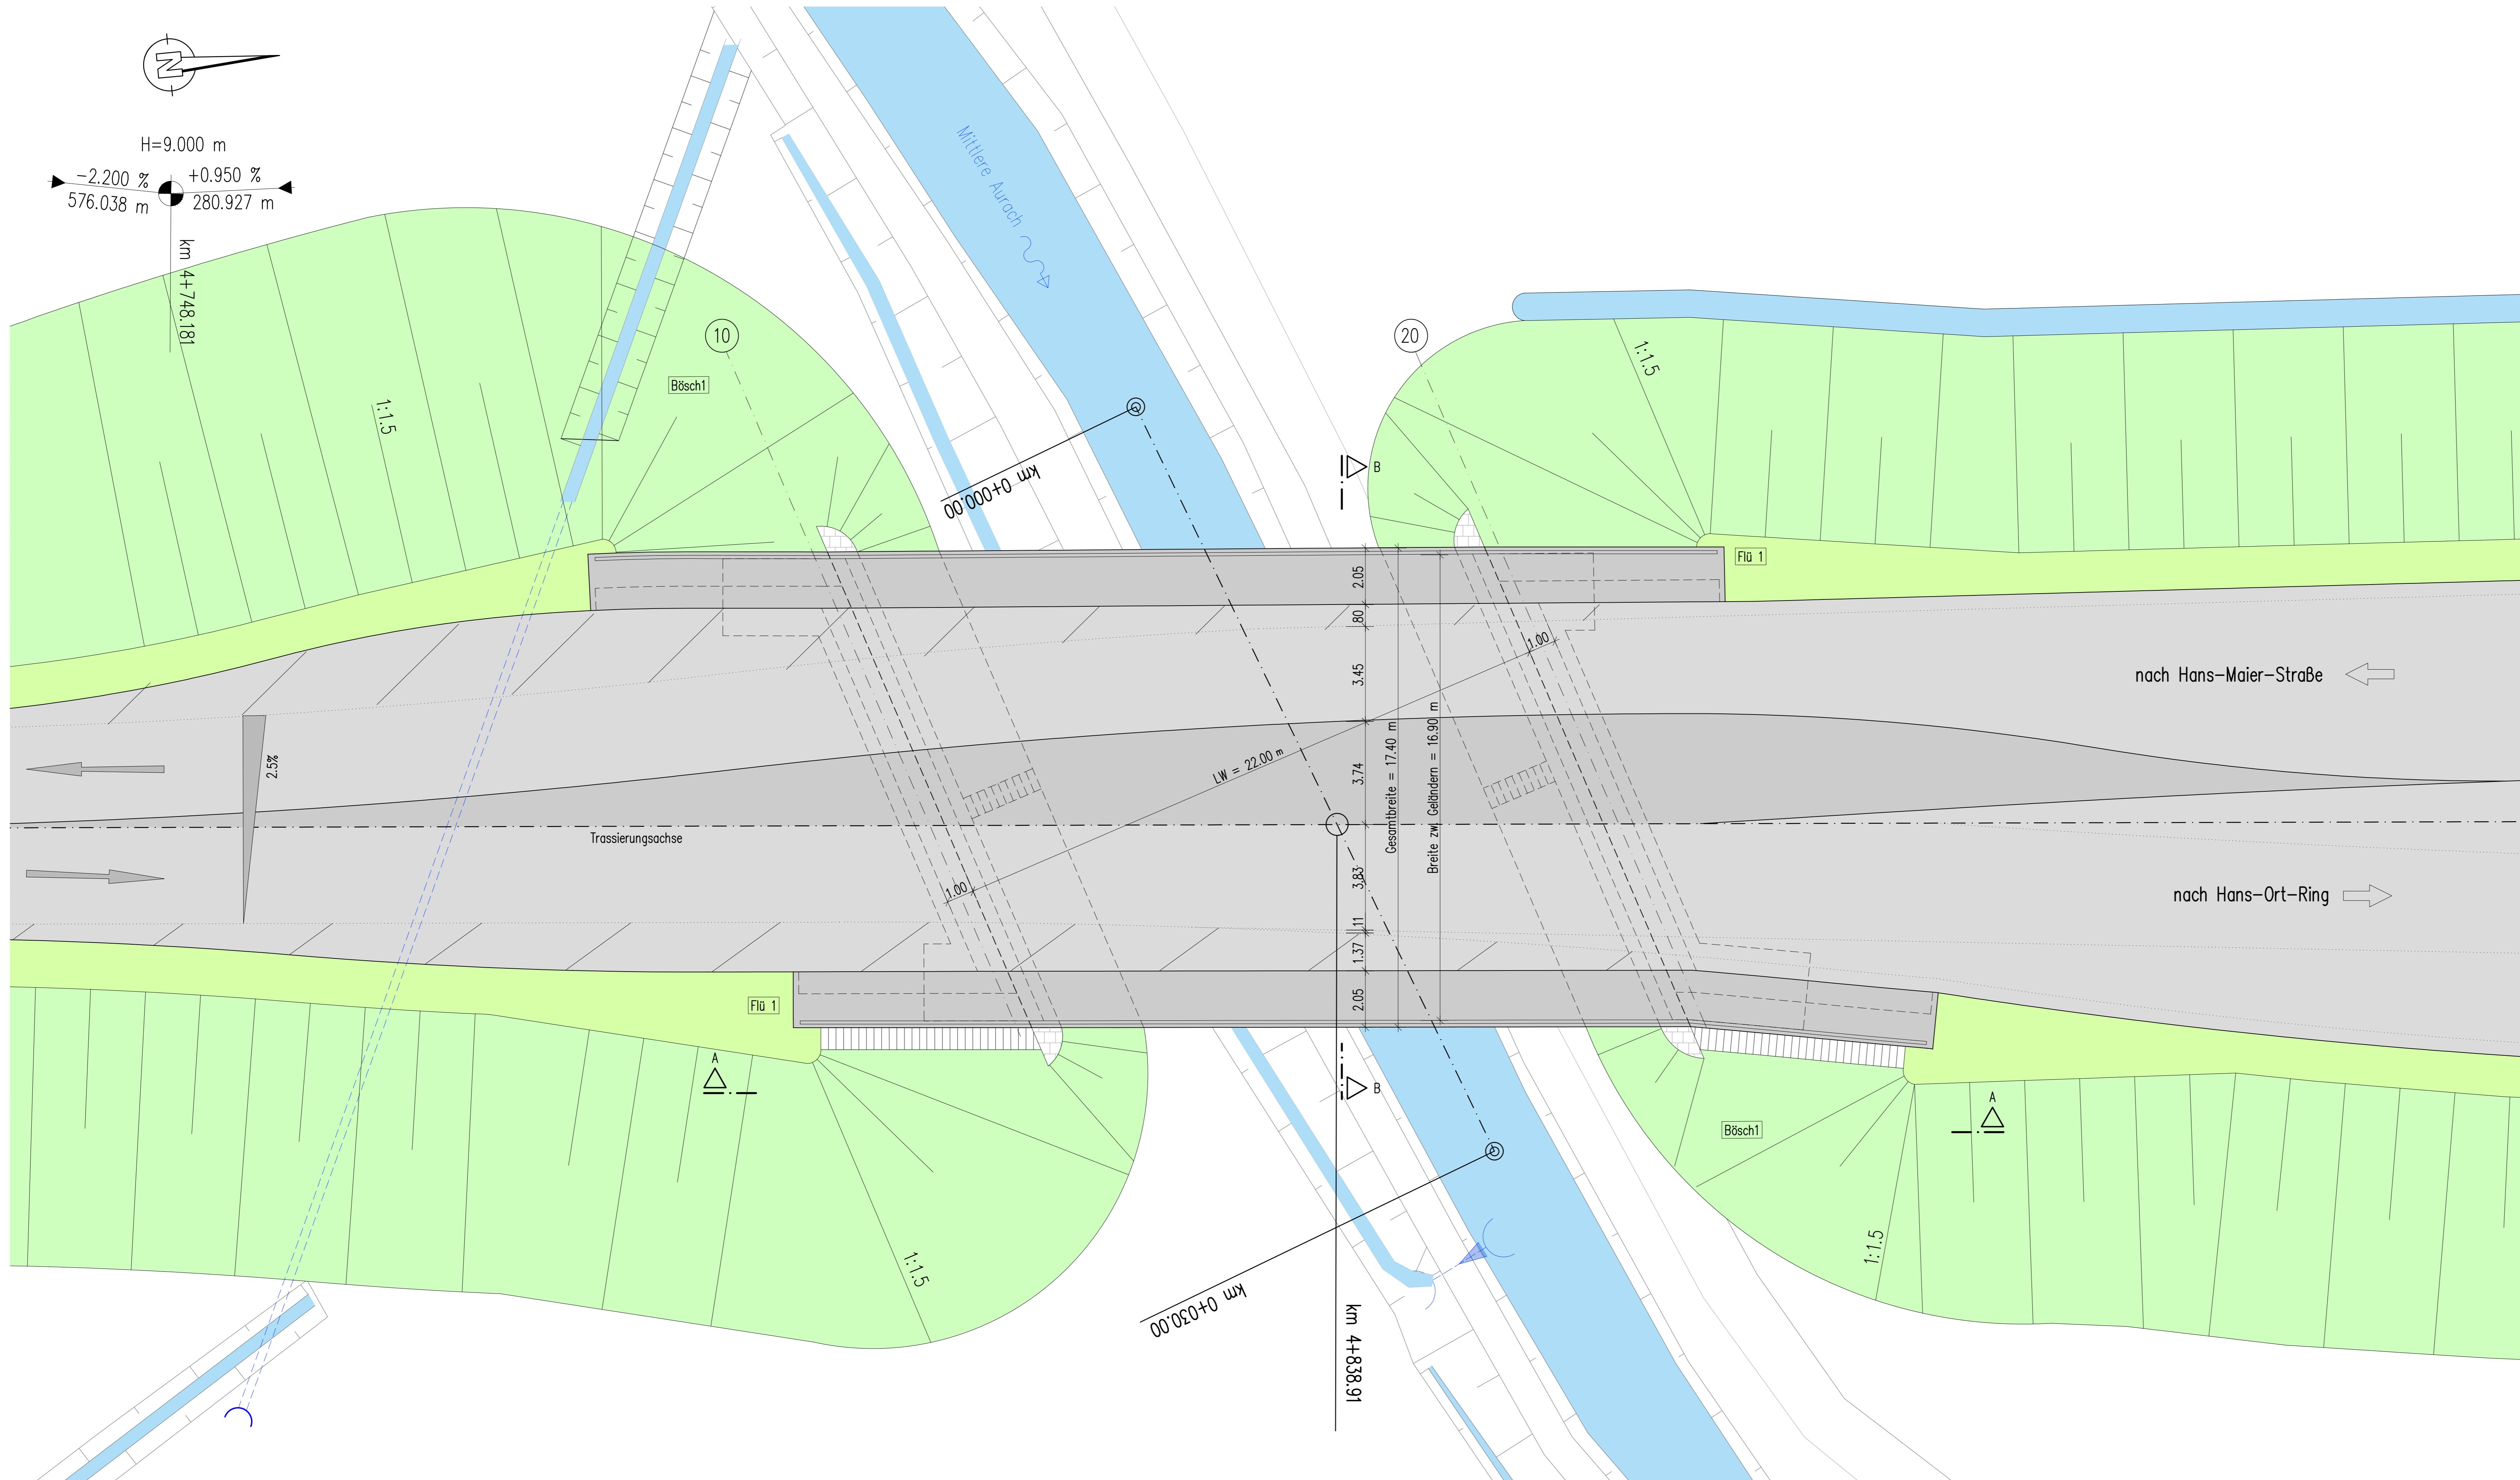 N
H=9.000 m
-2.200 %
+0.950 %
576.038 m
280.927 m
km 4+748.181
Mittlere Aurach
10
20
Bösch1
1:1.5
1:1.5
km 0+000.00
B
Flü 1
2.05
80
3.45
3.74
3.83
11
1.37
2.05
Gesamtbreite = 17.40 m
Breite zw. Geländern = 16.90 m
LW = 22.00 m
1.00
1.00
nach Hans-Maier-Straße
2.5%
Trassierungsachse
nach Hans-Ort-Ring
Flü 1
A
B
A
Bösch1
1:1.5
1:1.5
km 0+030.00
km 4+838.91